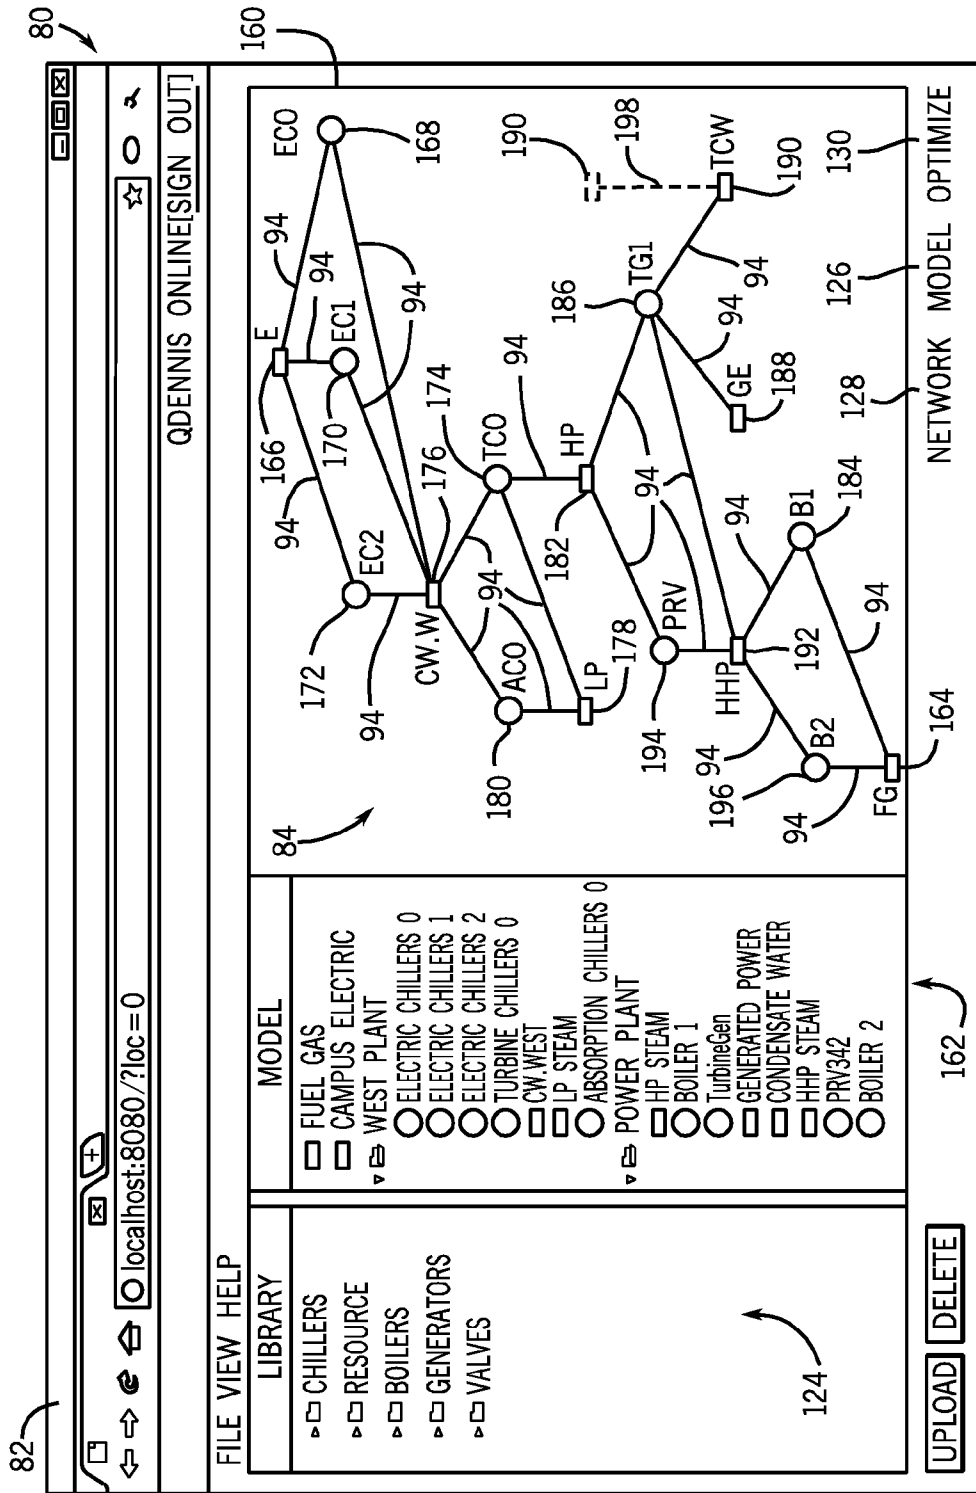 82
80
localhost:8080/?loc=0
QDENNIS ONLINE[SIGN OUT]
FILE VIEW HELP
LIBRARY
CHILLERS
RESOURCE
BOILERS
GENERATORS
VALVES
124
MODEL
FUEL GAS
CAMPUS ELECTRIC
WEST PLANT
ELECTRIC CHILLERS 0
ELECTRIC CHILLERS 1
ELECTRIC CHILLERS 2
TURBINE CHILLERS 0
CW.WEST
LP STEAM
ABSORPTION CHILLERS 0
POWER PLANT
HP STEAM
BOILER 1
TurbineGen
GENERATED POWER
CONDENSATE WATER
HHP STEAM
PRV342
BOILER 2
162
160
84
E
166
94
94
94
ECO
168
EC1
170
94
EC2
172
94
CW.W
176
174
TCO
94
94
ACO
180
LP
178
HP
182
94
PRV
194
HHP
192
94
94
B1
184
B2
196
94
94
FG
164
TG1
186
94
94
GE
188
TCW
190
190
198
UPLOAD
DELETE
NETWORK MODEL OPTIMIZE
128
126
130